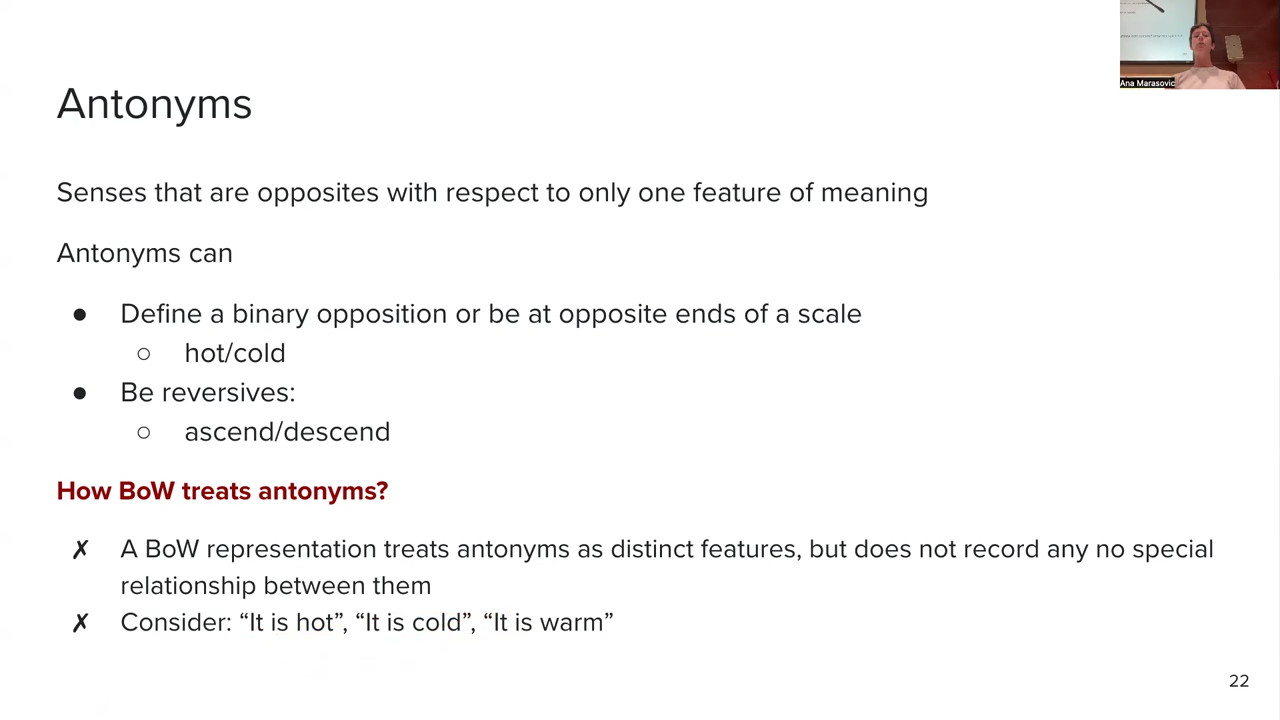 Ana Marasovic
Antonyms
Senses that are opposites with respect to only one feature of meaning
Antonyms can
● Define a binary opposition or be at opposite ends of a scale
○ hot/cold
● Be reversives:
○ ascend/descend
How BoW treats antonyms?
✗ A BoW representation treats antonyms as distinct features, but does not record any no special
relationship between them
✗ Consider: “It is hot”, “It is cold”, “It is warm”
22